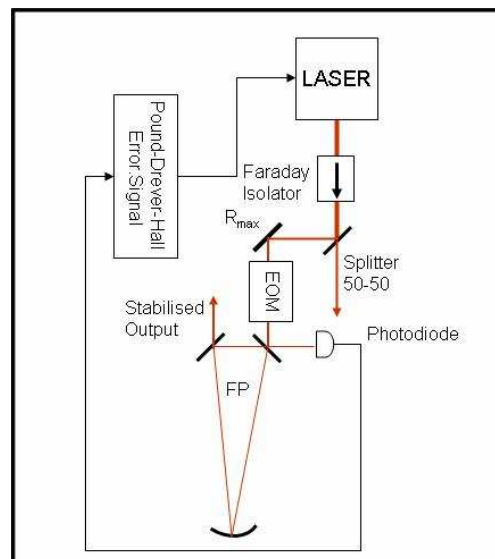 LASER
Pound-Drever-Hall
Error Signal
Faraday
Isolator
Rmax
Splitter
50-50
EOM
Stabilised
Output
Photodiode
FP